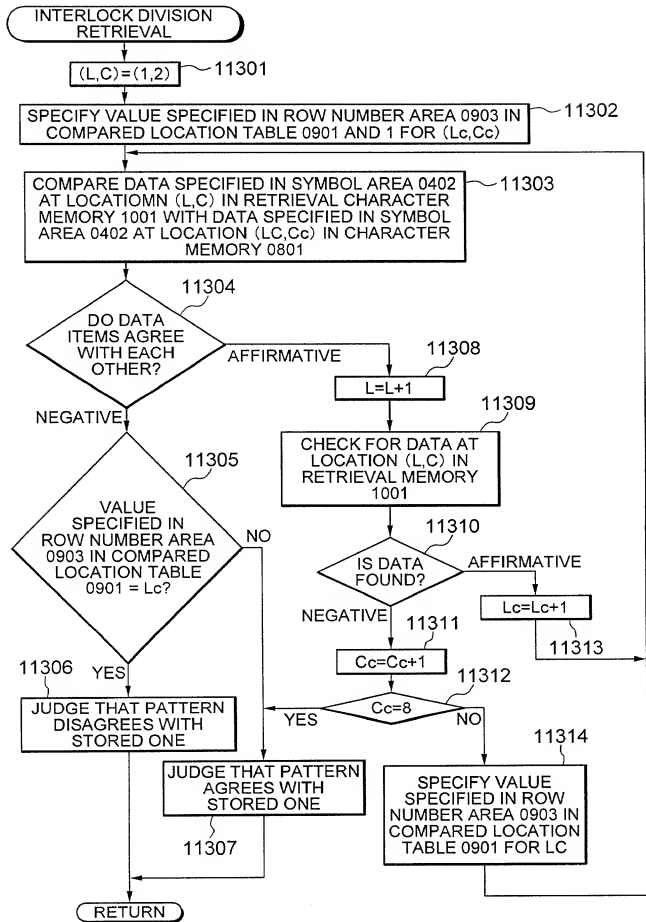 INTERLOCK DIVISION
RETRIEVAL
(L,C)=(1,2)
11301
SPECIFY VALUE SPECIFIED IN ROW NUMBER AREA 0903 IN
COMPARED LOCATION TABLE 0901 AND 1 FOR (Lc,Cc)
11302
COMPARE DATA SPECIFIED IN SYMBOL AREA 0402
AT LOCATIOMN (L,C) IN RETRIEVAL CHARACTER
MEMORY 1001 WITH DATA SPECIFIED IN SYMBOL
AREA 0402 AT LOCATION (LC,Cc) IN CHARACTER
MEMORY 0801
11303
11304
DO DATA
ITEMS AGREE
WITH EACH
OTHER?
AFFIRMATIVE
NEGATIVE
11308
L=L+1
11309
CHECK FOR DATA AT
LOCATION (L,C) IN
RETRIEVAL MEMORY
1001
11305
VALUE
SPECIFIED IN
ROW NUMBER AREA
0903 IN COMPARED
LOCATION TABLE
0901 = Lc?
NO
YES
11310
IS DATA
FOUND?
AFFIRMATIVE
NEGATIVE
Lc=Lc+1
11313
11311
Cc=Cc+1
11312
Cc=8
YES
NO
11306
JUDGE THAT PATTERN
DISAGREES WITH
STORED ONE
JUDGE THAT PATTERN
AGREES WITH
STORED ONE
11307
11314
SPECIFY VALUE
SPECIFIED IN ROW
NUMBER AREA 0903 IN
COMPARED LOCATION
TABLE 0901 FOR LC
RETURN